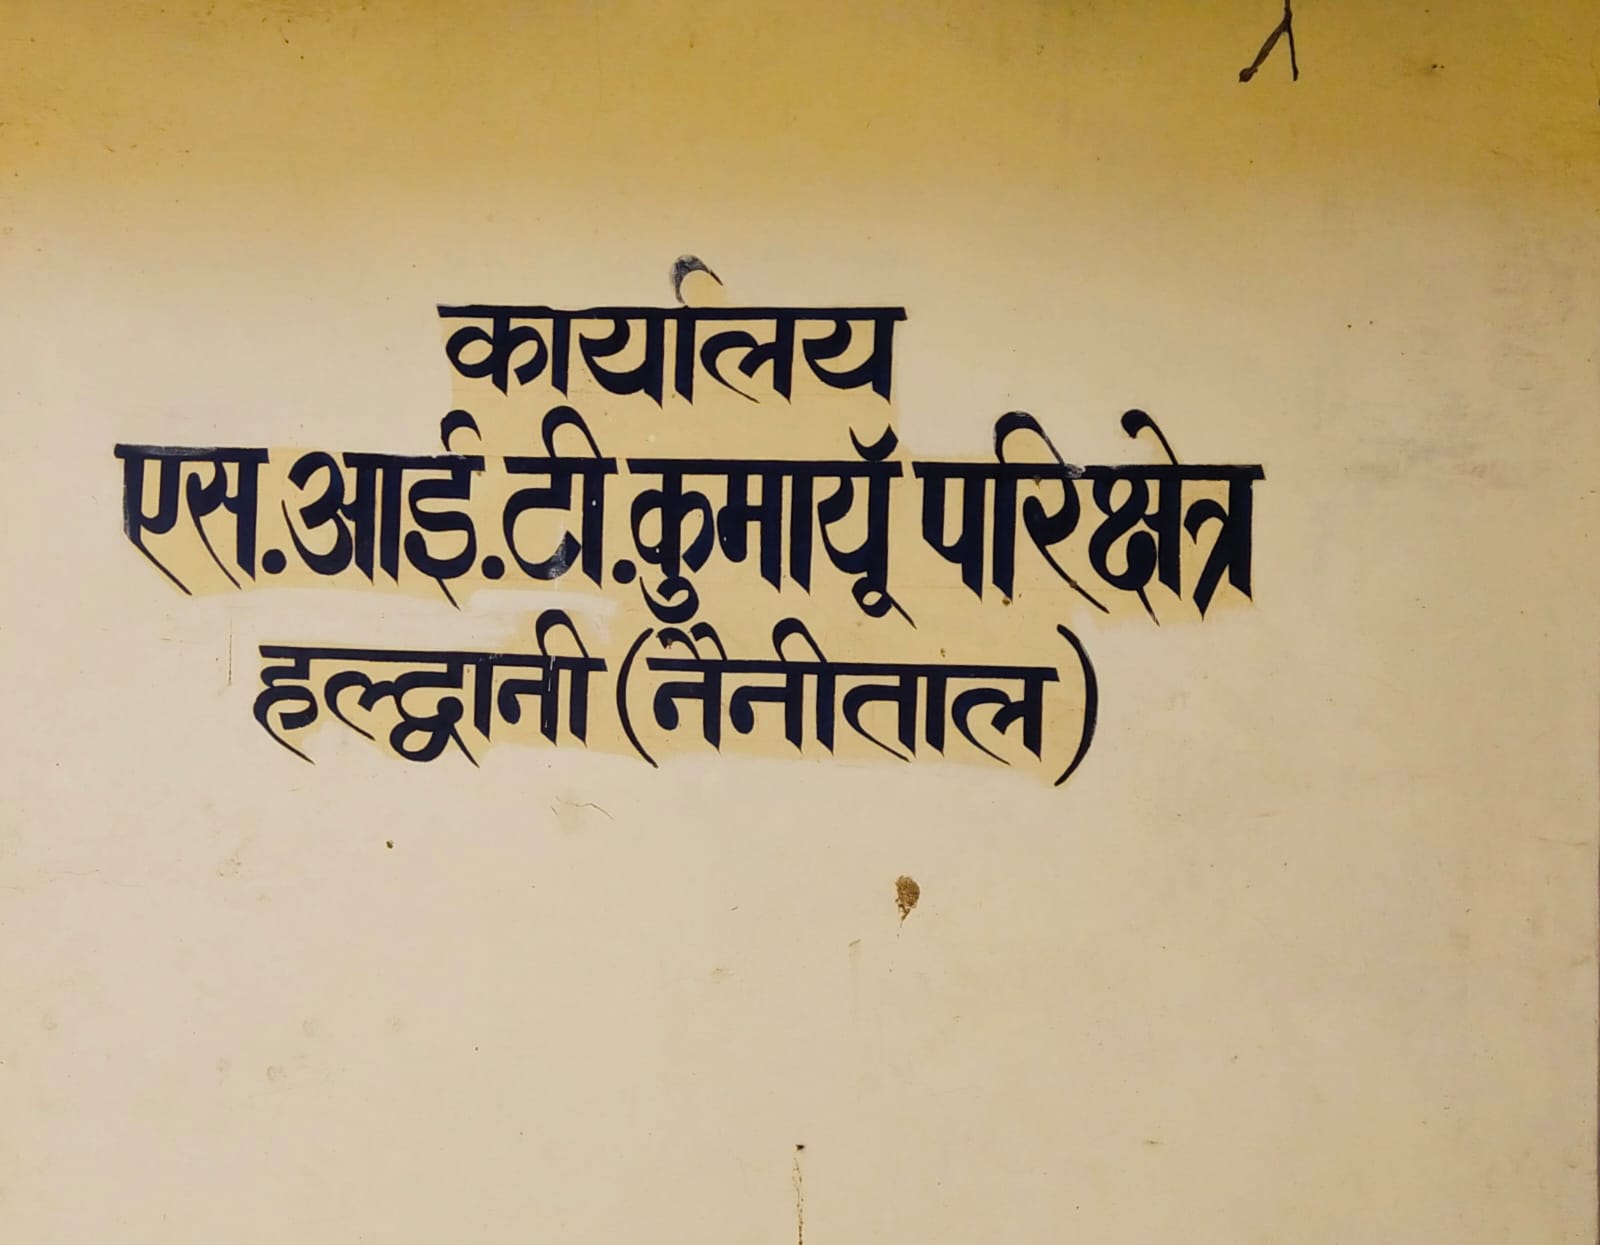 कार्यालय
एस.आई.टी.कुमायूँ परिक्षेत्र
हल्द्वानी (नैनीताल)